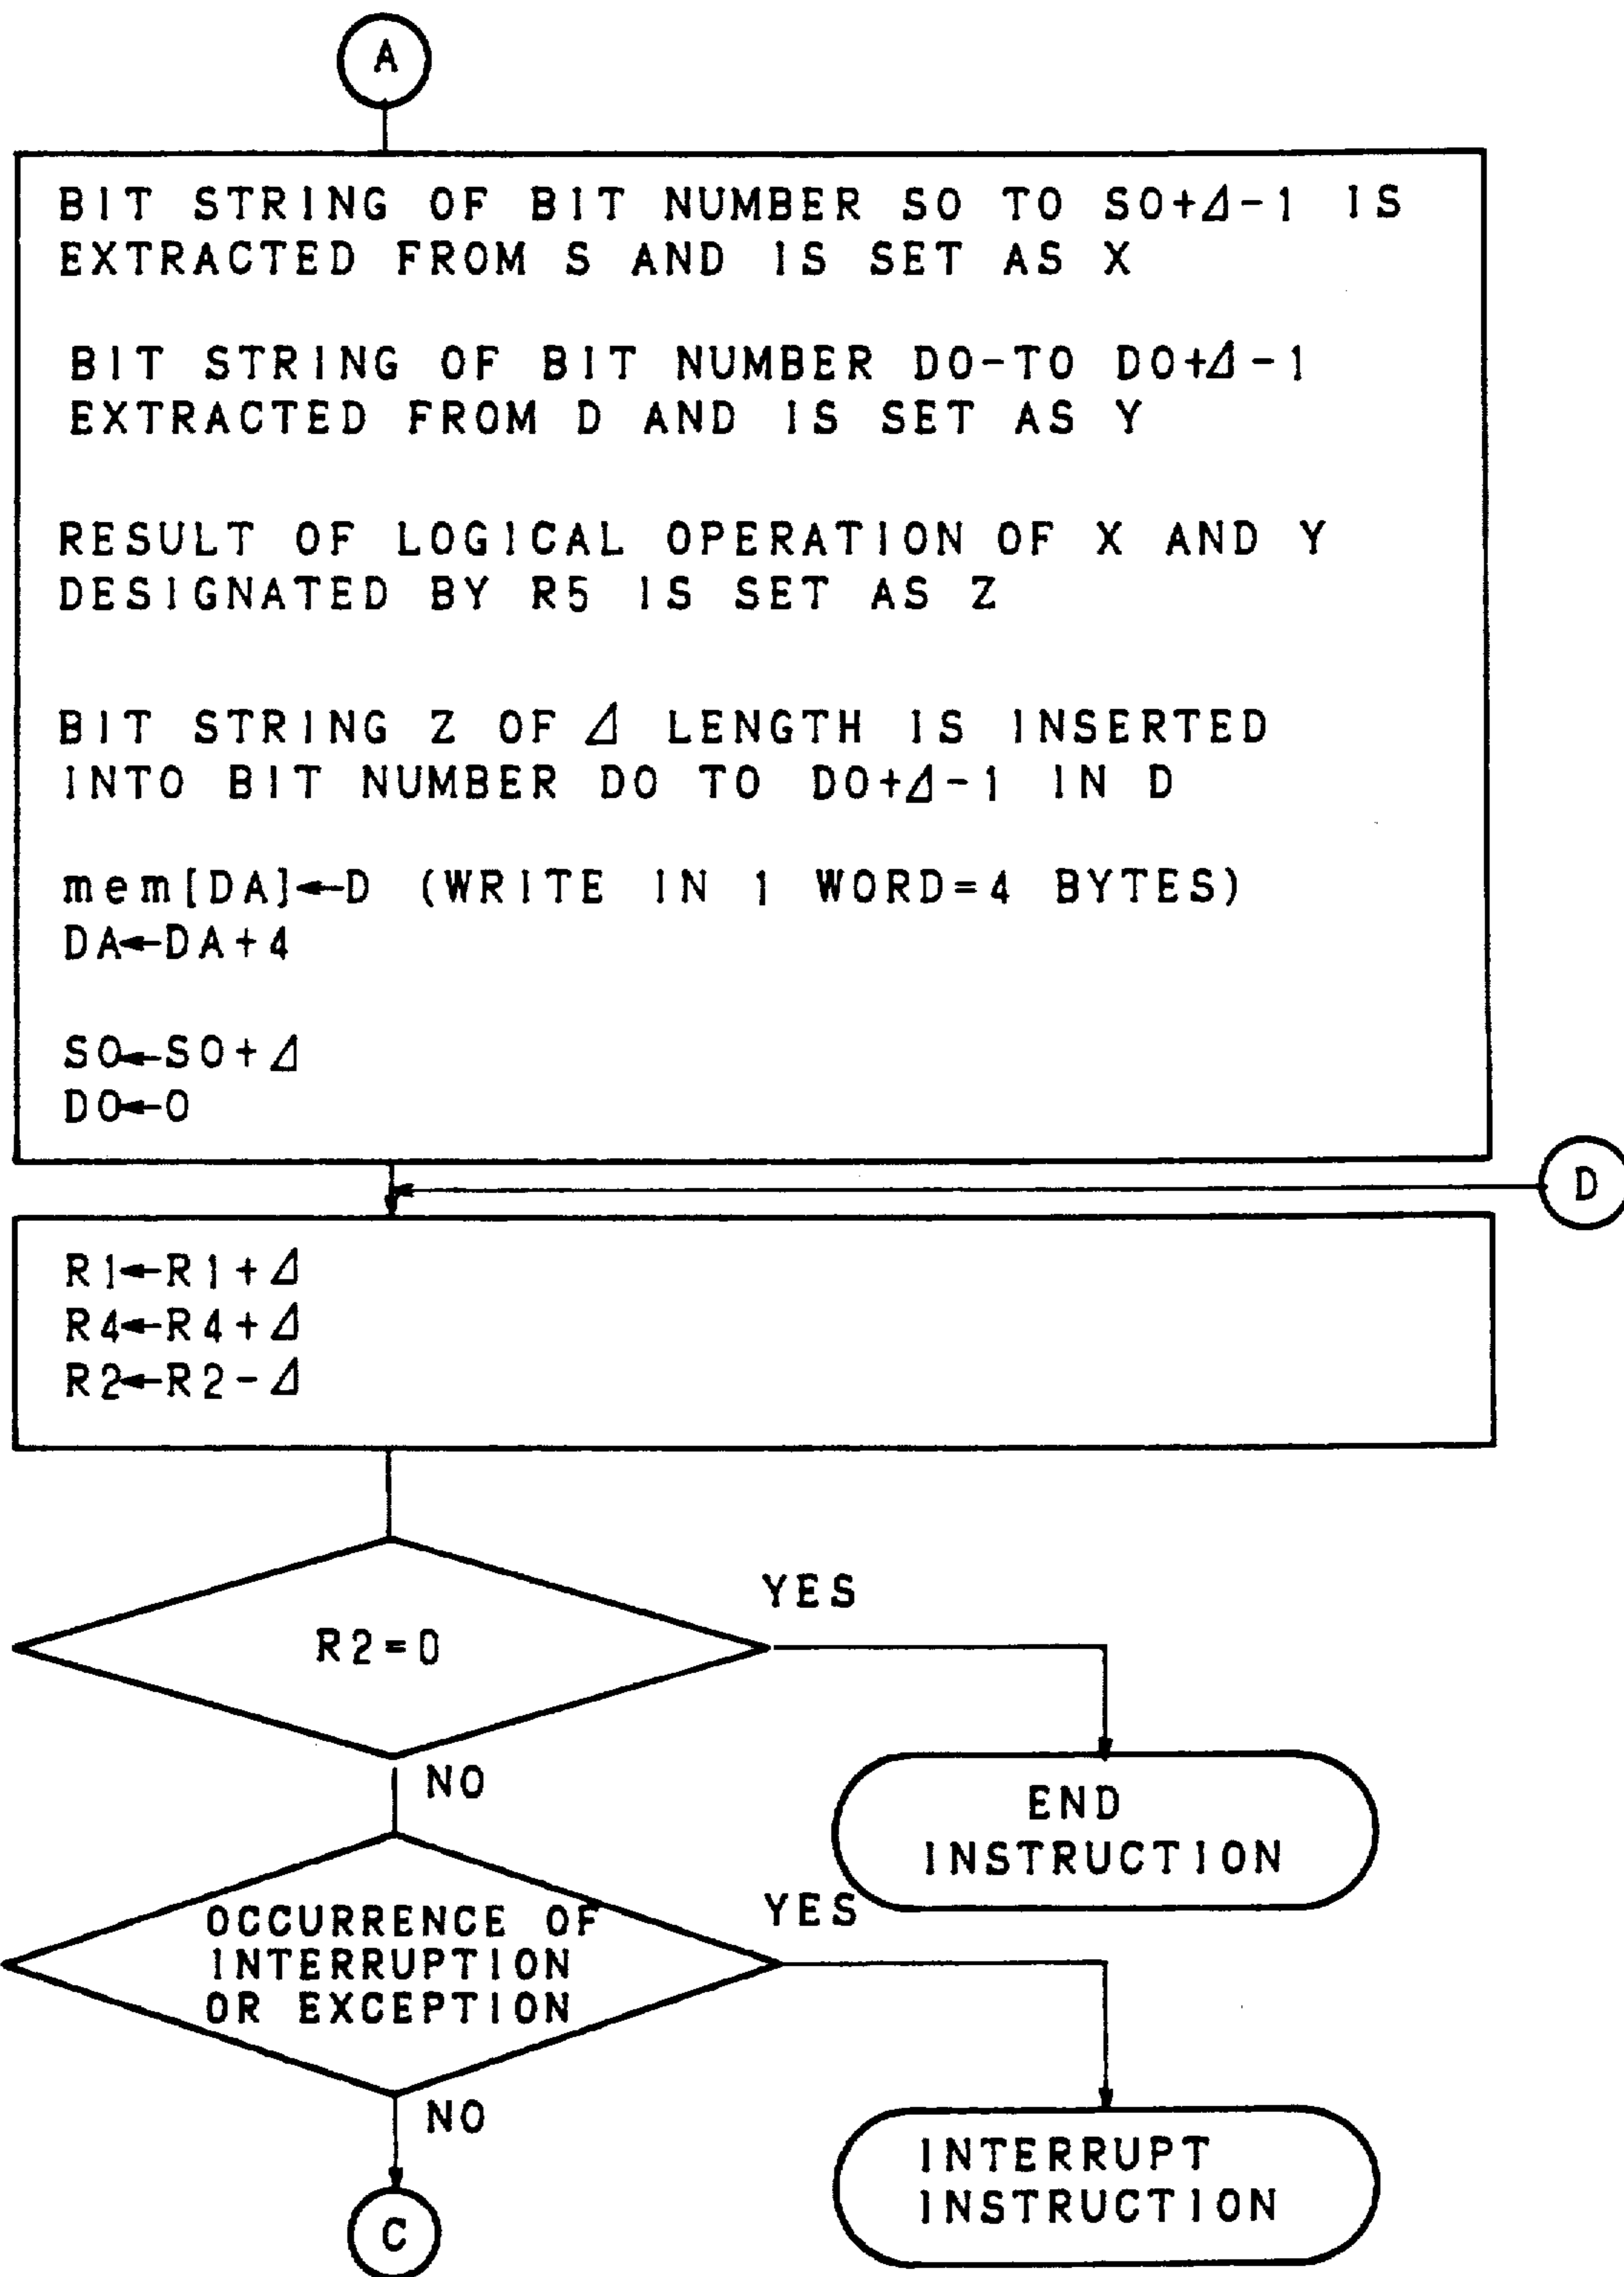 A
BIT STRING OF BIT NUMBER SO TO SO+⊿-1 IS
EXTRACTED FROM S AND IS SET AS X
BIT STRING OF BIT NUMBER DO-TO DO+⊿-1
EXTRACTED FROM D AND IS SET AS Y
RESULT OF LOGICAL OPERATION OF X AND Y
DESIGNATED BY R5 IS SET AS Z
BIT STRING Z OF ⊿ LENGTH IS INSERTED
INTO BIT NUMBER DO TO DO+⊿-1 IN D
mem[DA]←D (WRITE IN 1 WORD=4 BYTES)
DA←DA+4
SO←SO+⊿
DO←0
D
R1←R1+⊿
R4←R4+⊿
R2←R2-⊿
YES
R2=0
NO
END
INSTRUCTION
YES
OCCURRENCE OF
INTERRUPTION
OR EXCEPTION
NO
INTERRUPT
INSTRUCTION
C